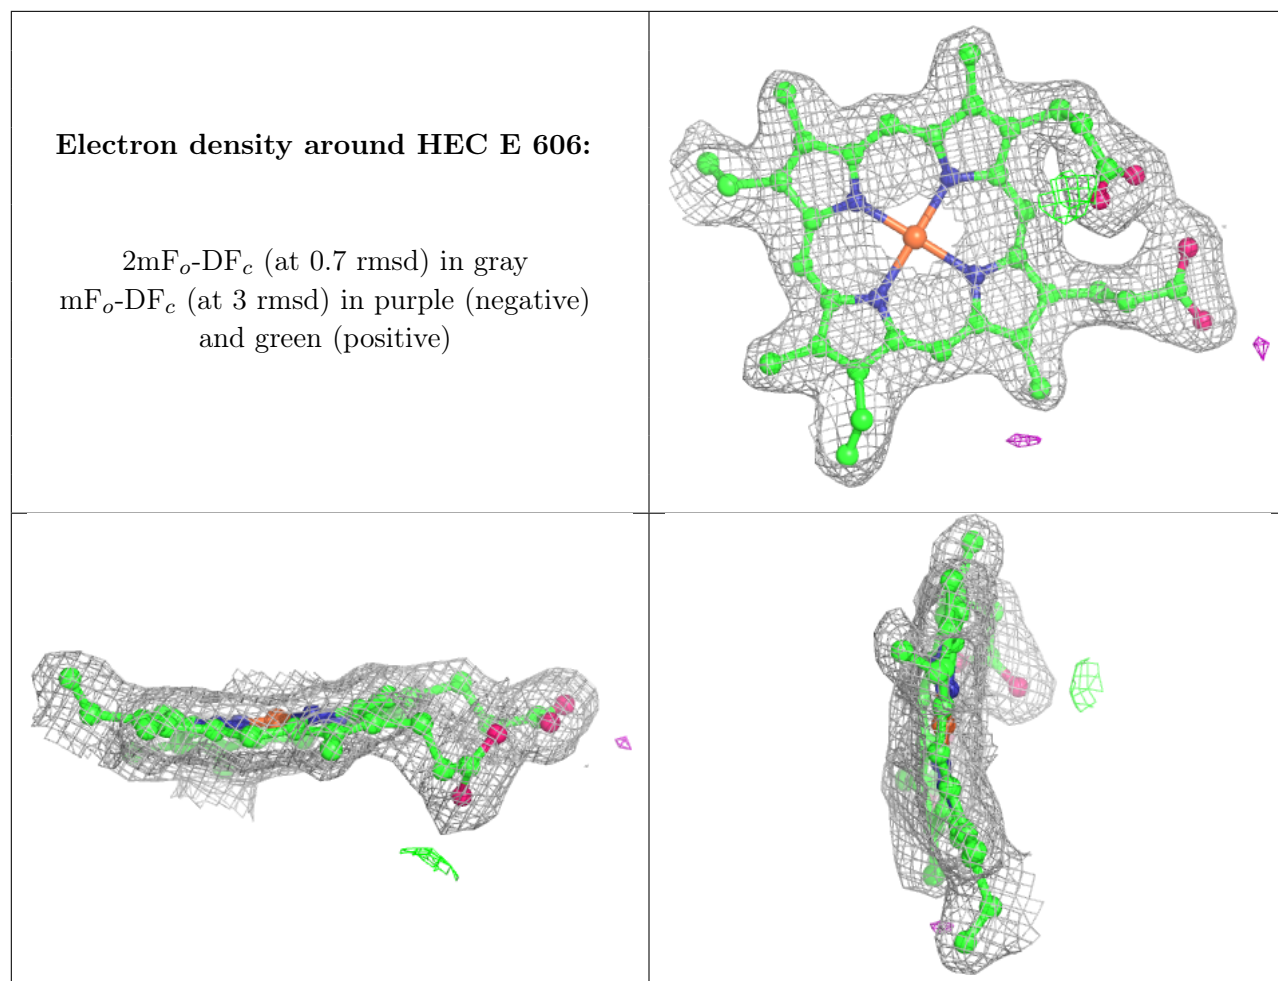 Electron density around HEC E 606:
2mFo-DFc (at 0.7 rmsd) in gray
mFo-DFc (at 3 rmsd) in purple (negative)
and green (positive)